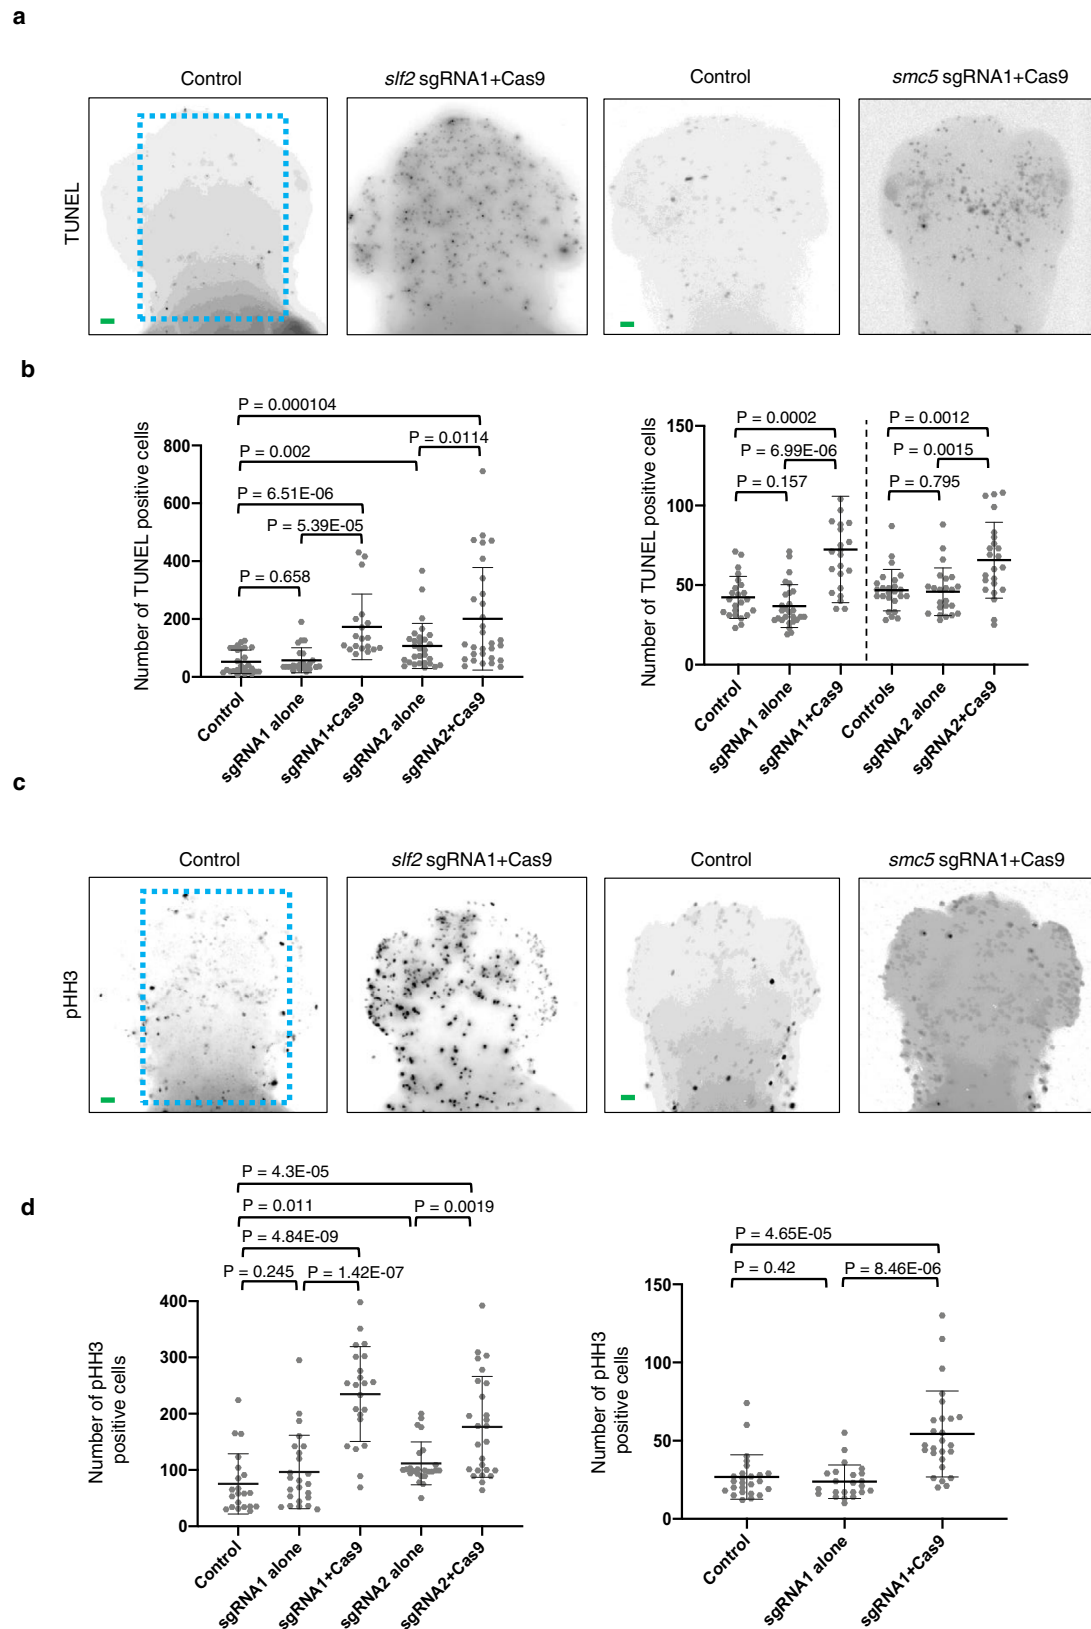 a
Control
slf2 sgRNA1+Cas9
Control
smc5 sgRNA1+Cas9
TUNEL
b
P = 0.000104
P = 0.0114
P = 0.002
P = 6.51E-06
P = 5.39E-05
P = 0.658
Number of TUNEL positive cells
800
600
400
200
0
Control
sgRNA1 alone
sgRNA1+Cas9
sgRNA2 alone
sgRNA2+Cas9
P = 0.0002
P = 0.0012
P = 6.99E-06
P = 0.0015
P = 0.157
P = 0.795
Number of TUNEL positive cells
150
100
50
0
Control
sgRNA1 alone
sgRNA1+Cas9
Controls
sgRNA2 alone
sgRNA2+Cas9
c
Control
slf2 sgRNA1+Cas9
Control
smc5 sgRNA1+Cas9
pHH3
d
P = 4.3E-05
P = 0.011
P = 0.0019
P = 4.84E-09
P = 0.245
P = 1.42E-07
Number of pHH3
positive cells
400
300
200
100
0
Control
sgRNA1 alone
sgRNA1+Cas9
sgRNA2 alone
sgRNA2+Cas9
P = 4.65E-05
P = 0.42
P = 8.46E-06
Number of pHH3
positive cells
150
100
50
0
Control
sgRNA1 alone
sgRNA1+Cas9